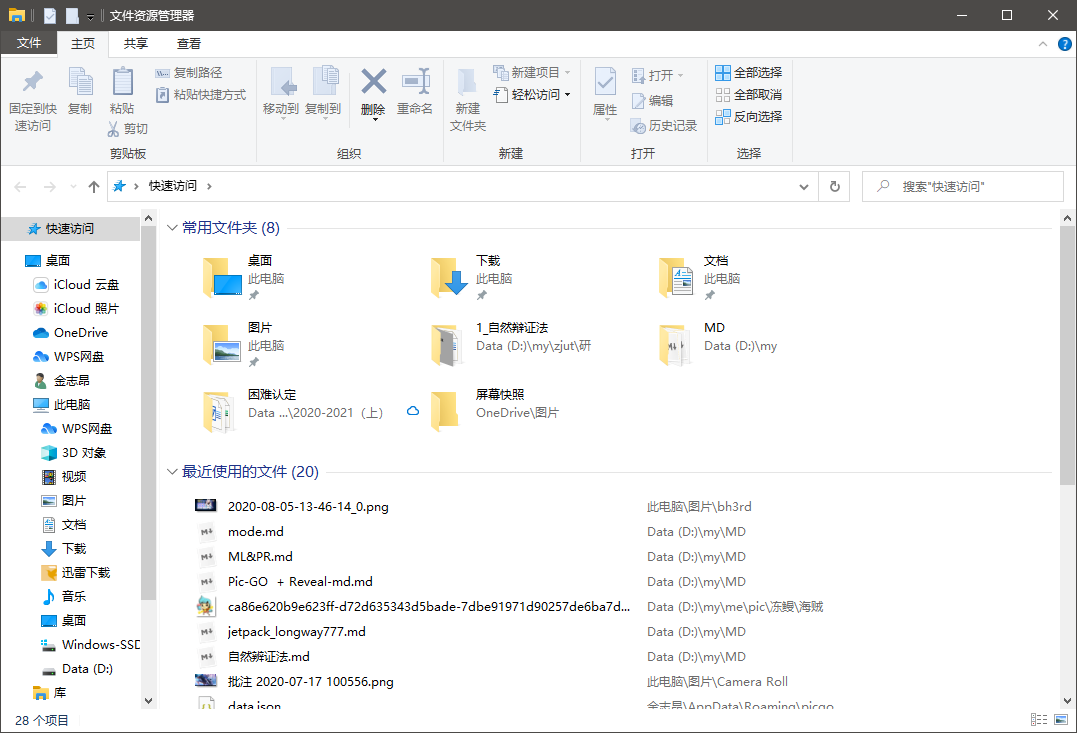 文件资源管理器
文件 主页 共享 查看
固定到快速访问
复制
粘贴
复制路径
粘贴快捷方式
剪切
剪贴板
移动到
复制到
删除
重命名
组织
新建文件夹
新建项目
轻松访问
新建
属性
打开
编辑
历史记录
打开
全部选择
全部取消
反向选择
选择
快速访问
搜索"快速访问"
快速访问
桌面
iCloud 云盘
iCloud 照片
OneDrive
WPS网盘
金志昂
此电脑
WPS网盘
3D 对象
视频
图片
文档
下载
迅雷下载
音乐
桌面
Windows-SSD
Data (D:)
库
常用文件夹 (8)
桌面
此电脑
下载
此电脑
文档
此电脑
图片
此电脑
1_自然辩证法
Data (D:)\my\zjut\研
MD
Data (D:)\my
困难认定
Data ...\2020-2021（上）
屏幕快照
OneDrive\图片
最近使用的文件 (20)
2020-08-05-13-46-14_0.png 此电脑\图片\bh3rd
mode.md Data (D:)\my\MD
ML&PR.md Data (D:)\my\MD
Pic-GO ＋Reveal-md.md Data (D:)\my\MD
ca86e620b9e623ff-d72d635343d5bade-7dbe91971d90257de6ba7d... Data (D:)\my\me\pic\冻鳗\海贼
jetpack_longway777.md Data (D:)\my\MD
自然辨证法.md Data (D:)\my\MD
批注 2020-07-17 100556.png 此电脑\图片\Camera Roll
data.json 金志昂\AppData\Roaming\picgo
28 个项目